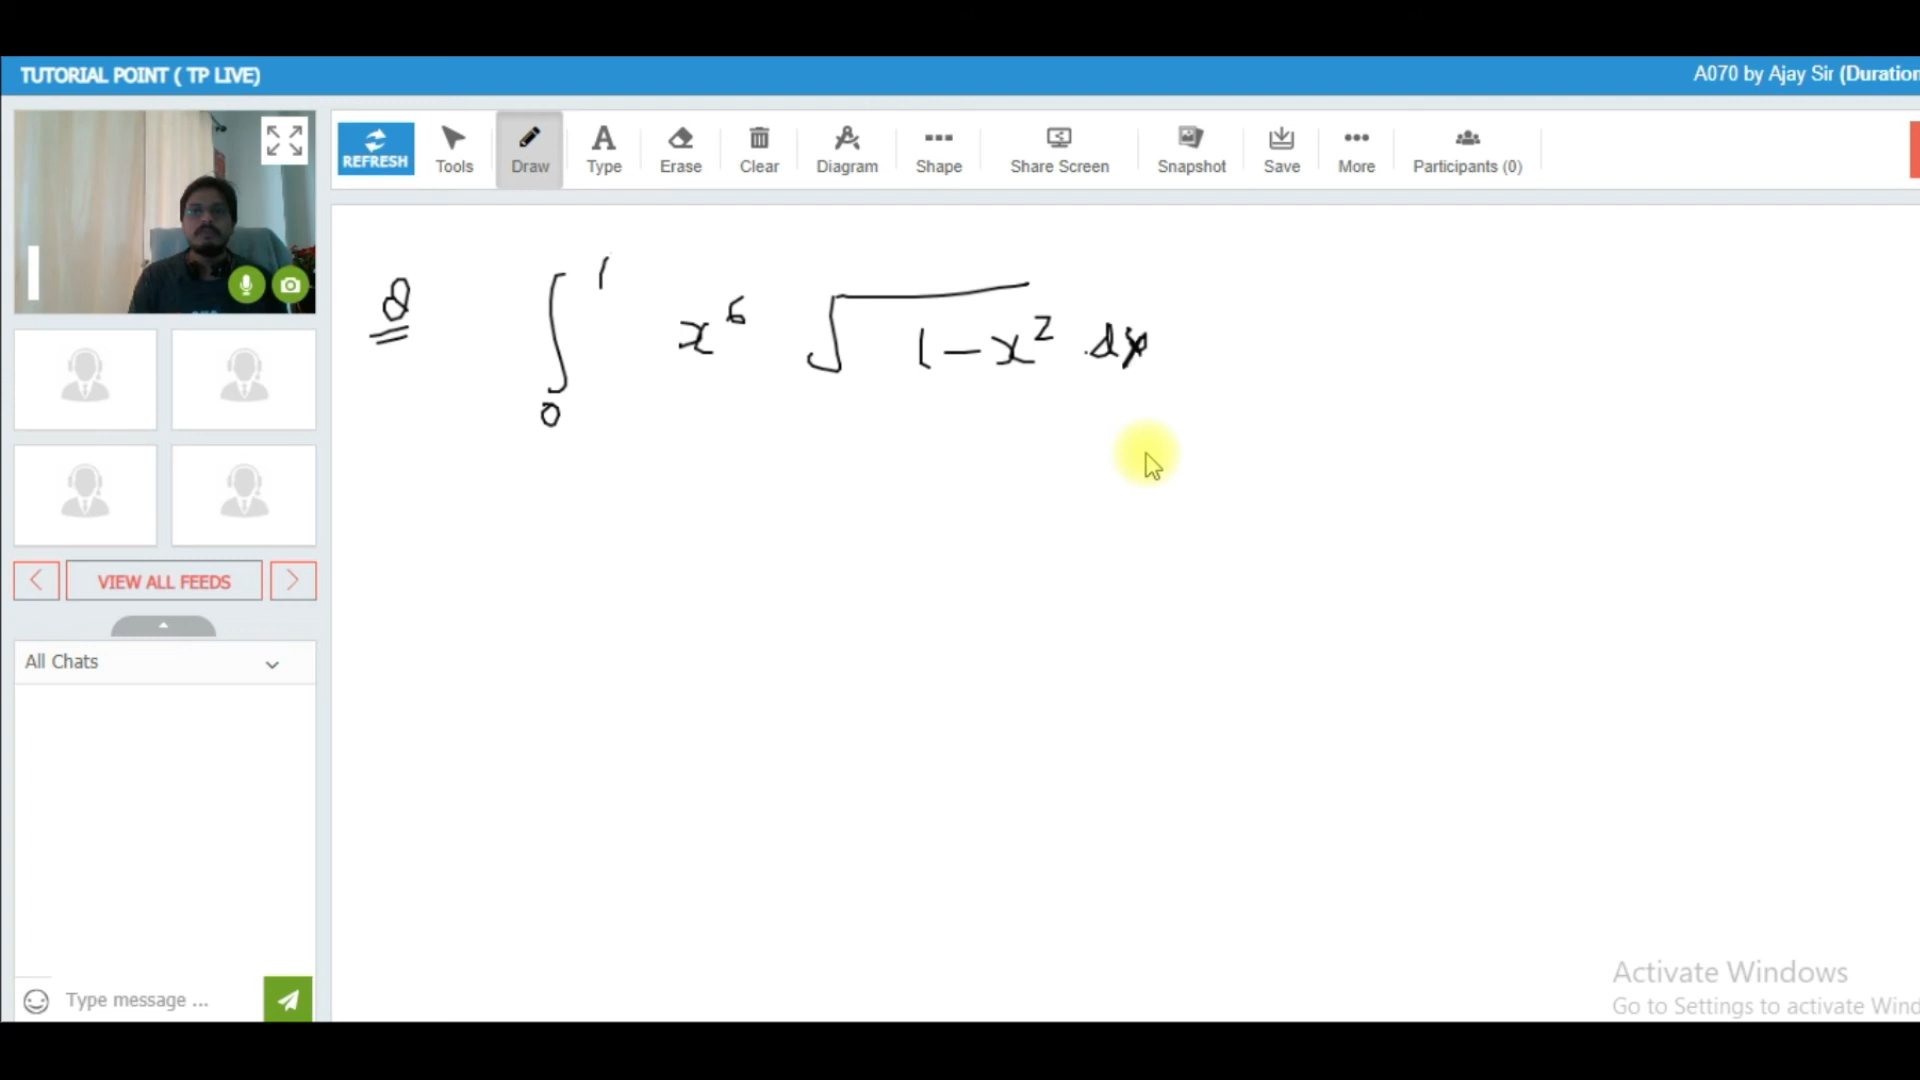 TUTORIAL POINT ( TP LIVE)
A070 by Ajay Sir (Duration
REFRESH
Tools
Draw
Type
Erase
Clear
Diagram
Shape
Share Screen
Snapshot
Save
More
Participants (0)
Q ∫₀¹ x⁶ √(1-x²) dx
VIEW ALL FEEDS
All Chats
Type message ...
Activate Windows
Go to Settings to activate Wind